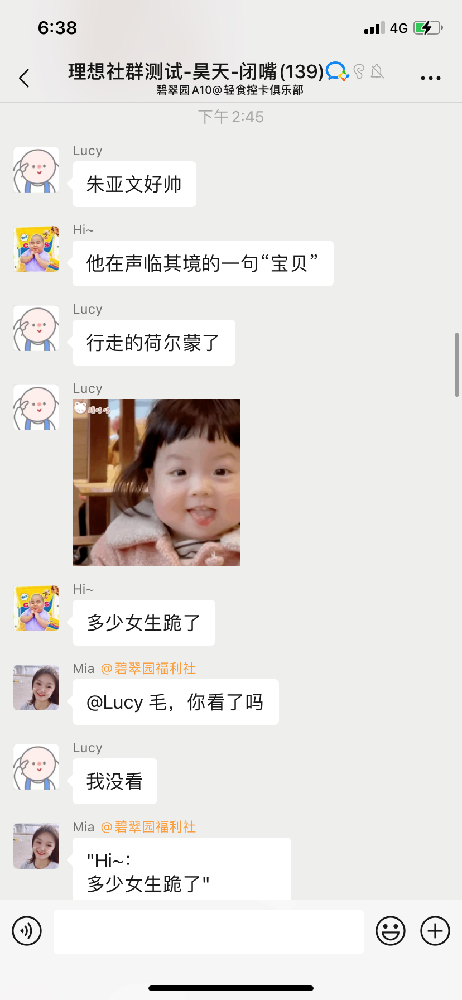 6:38
4G
理想社群测试-昊天-闭嘴(139)
碧翠园A10@轻食控卡俱乐部
下午 2:45
Lucy
朱亚文好帅
Hi~
他在声临其境的一句“宝贝”
Lucy
行走的荷尔蒙了
Lucy
Hi~
多少女生跪了
Mia @碧翠园福利社
@Lucy 毛，你看了吗
Lucy
我没看
Mia @碧翠园福利社
"Hi~：
多少女生跪了"